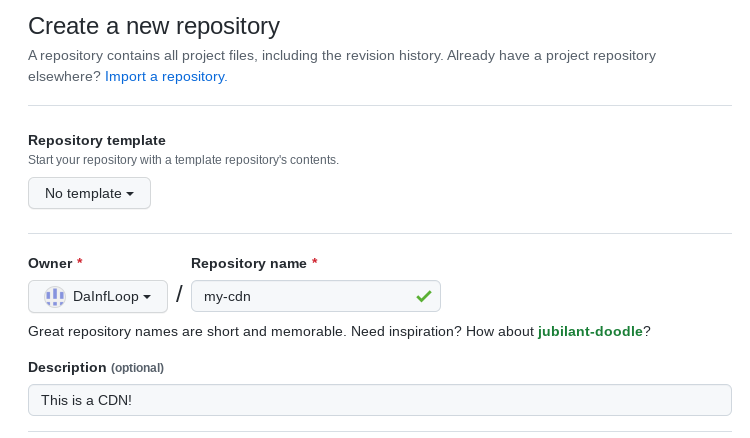 Create a new repository
A repository contains all project files, including the revision history. Already have a project repository
elsewhere? Import a repository.
Repository template
Start your repository with a template repository's contents.
No template
Owner * Repository name *
DaInfLoop / my-cdn
Great repository names are short and memorable. Need inspiration? How about jubilant-doodle?
Description (optional)
This is a CDN!